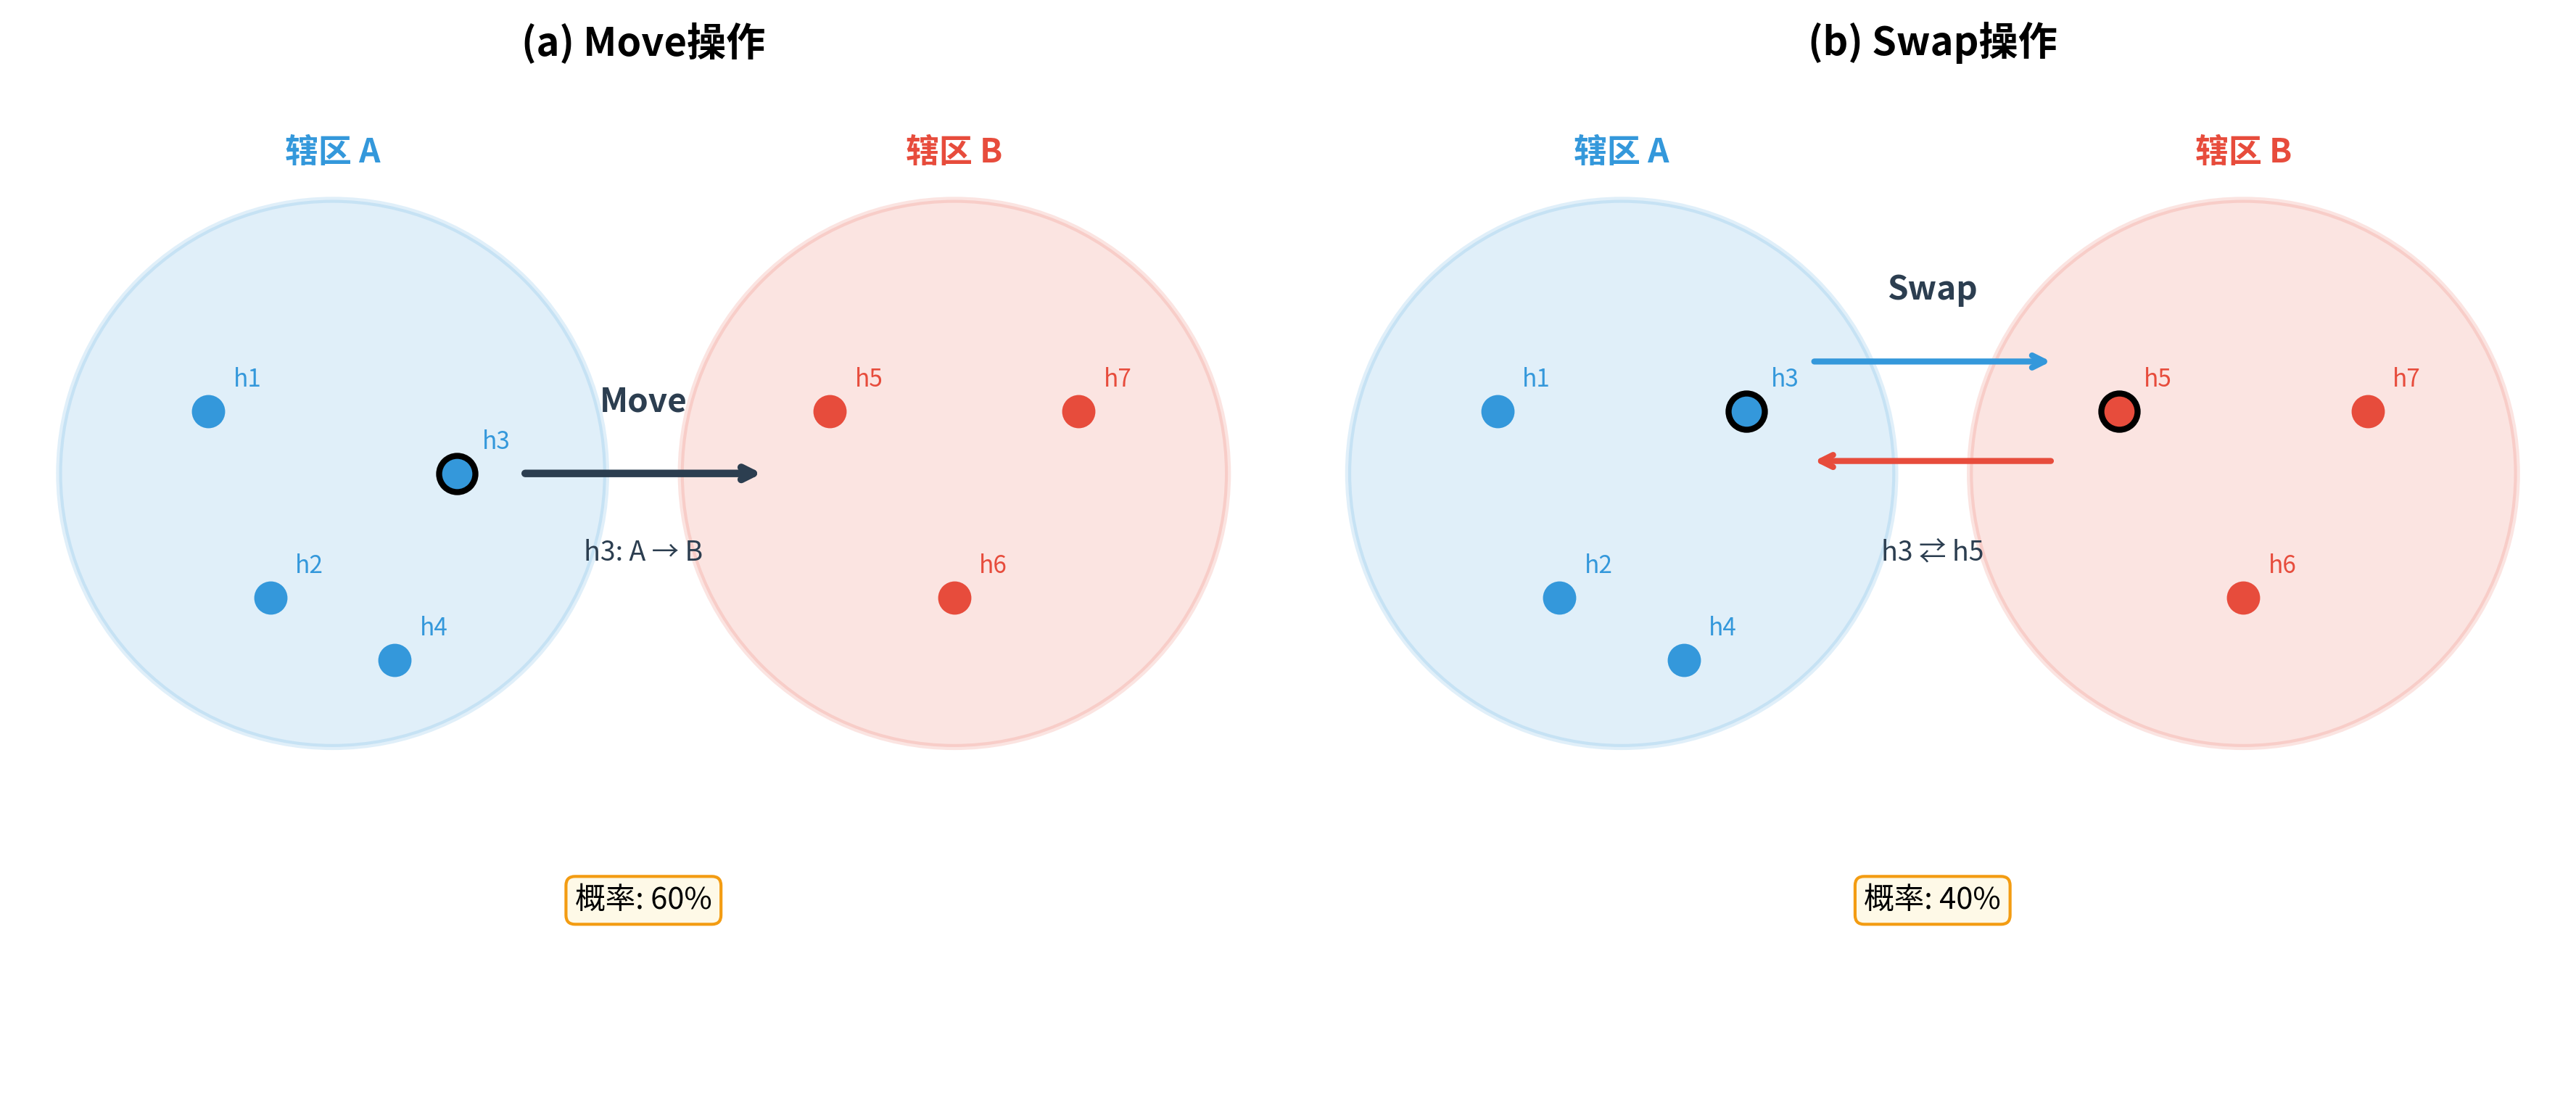 (a) Move操作
辖区 A
辖区 B
h1
h3
h2
h4
Move
h3: A → B
h5
h7
h6
概率: 60%
(b) Swap操作
辖区 A
辖区 B
h1
h3
h2
h4
Swap
h3 ⇄ h5
h5
h7
h6
概率: 40%